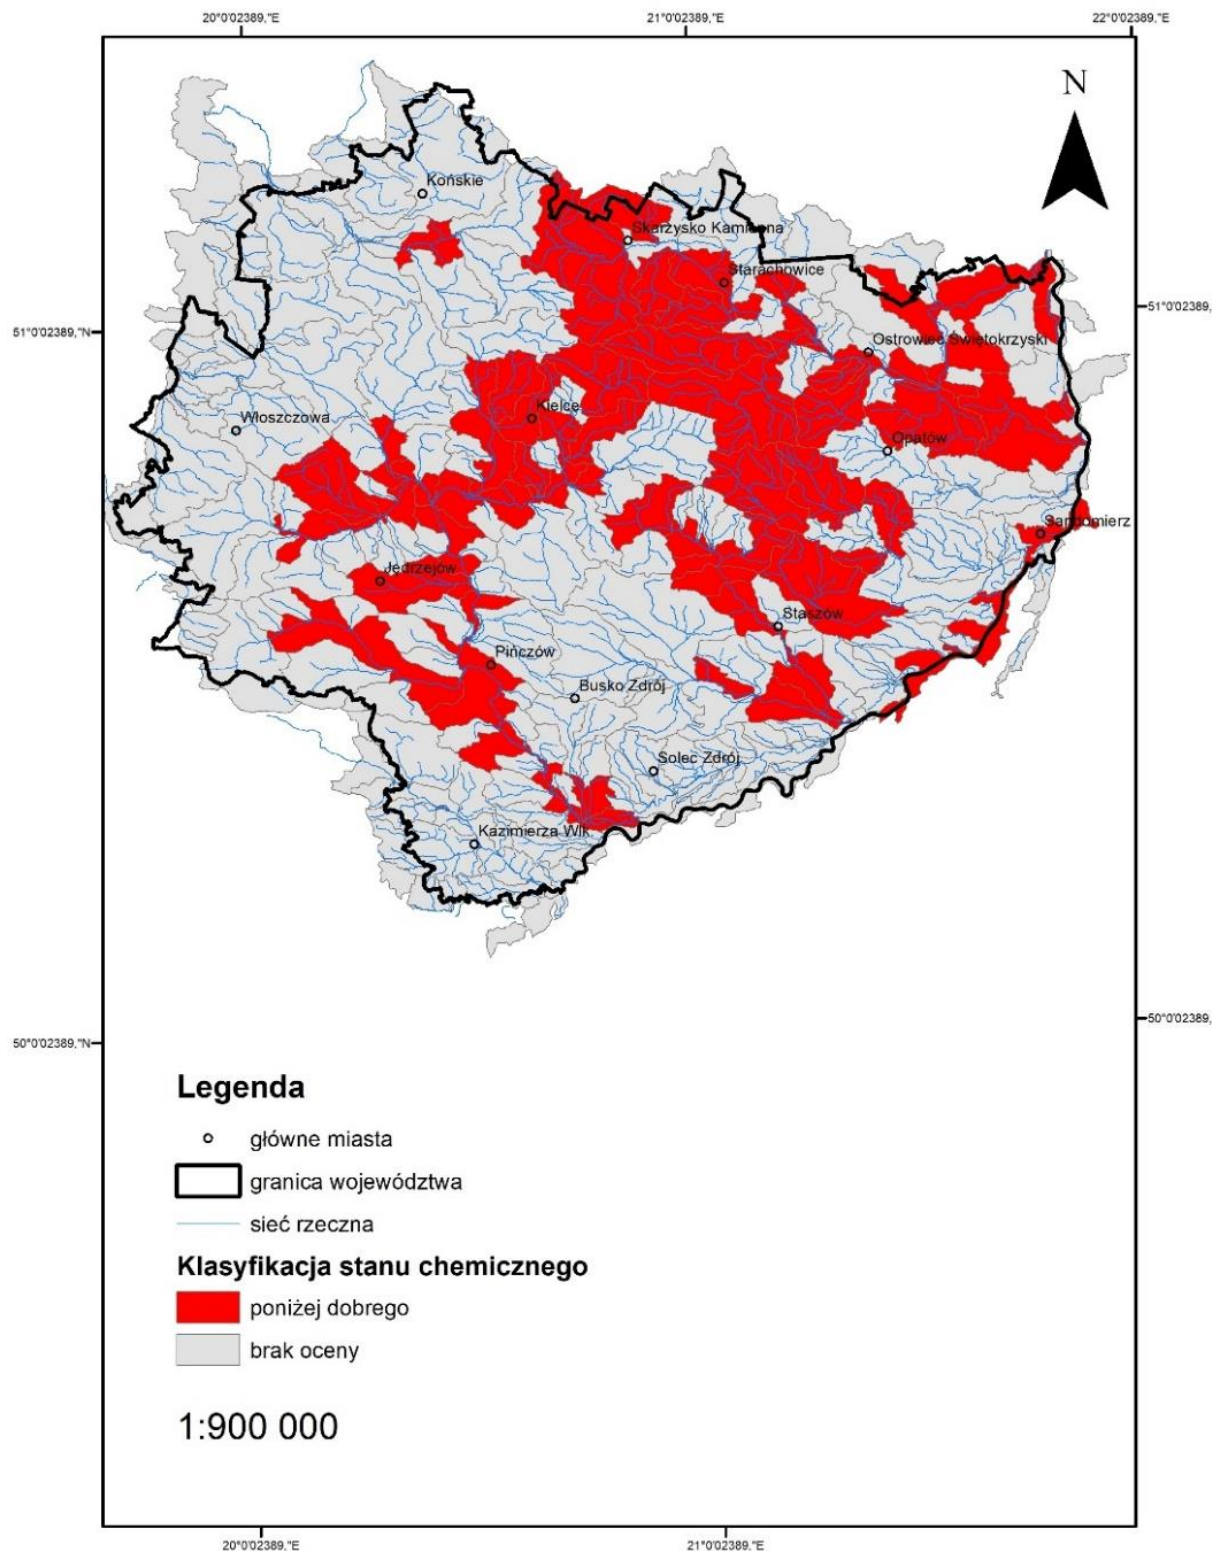 20°0'02389,"E
21°0'02389,"E
22°0'02389,"E
N
Końskie
Skarżysko Kamienna
Starachowice
51°0'02389,"N
51°0'02389,
Ostrowiec Świętokrzyski
Kielce
Włoszczowa
Opatów
Sandomierz
Jędrzejów
Staszów
Pińczów
Busko Zdrój
Solec Zdrój
Kazimierza Wlk
50°0'02389,"N
50°0'02389,
Legenda
główne miasta
granica województwa
sieć rzeczna
Klasyfikacja stanu chemicznego
poniżej dobrego
brak oceny
1:900 000
20°0'02389,"E
21°0'02389,"E